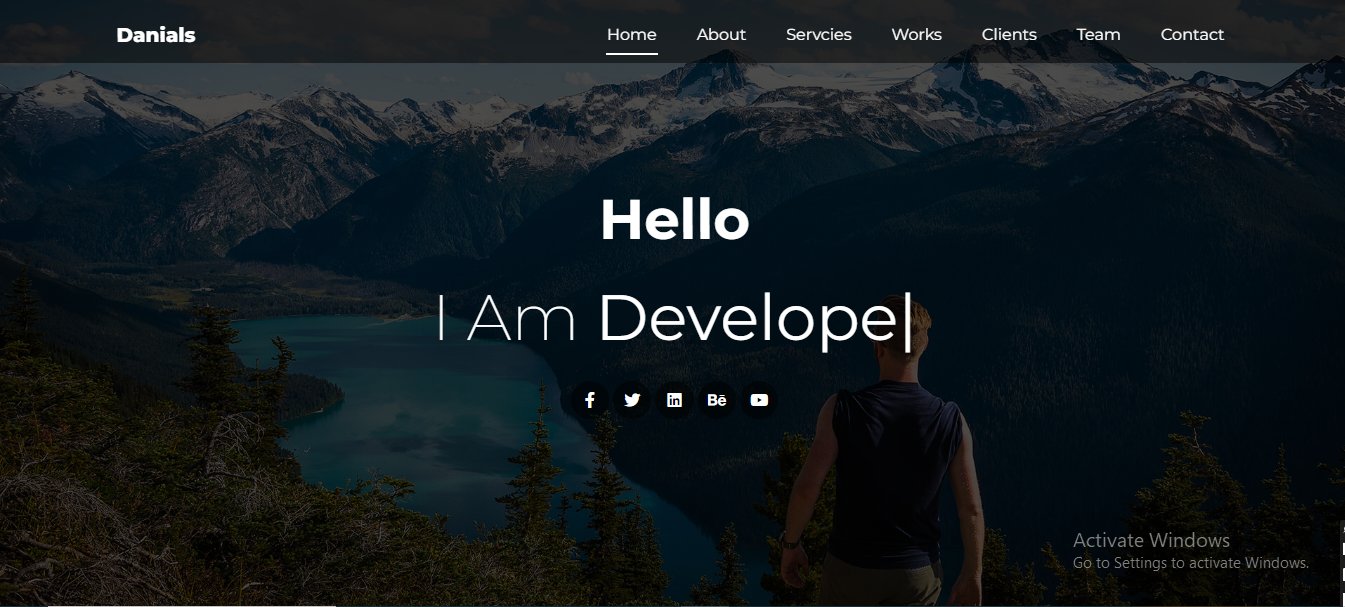 Danials
Home About Servcies Works Clients Team Contact
Hello
I Am Develope|
Bē
Activate Windows
Go to Settings to activate Windows.